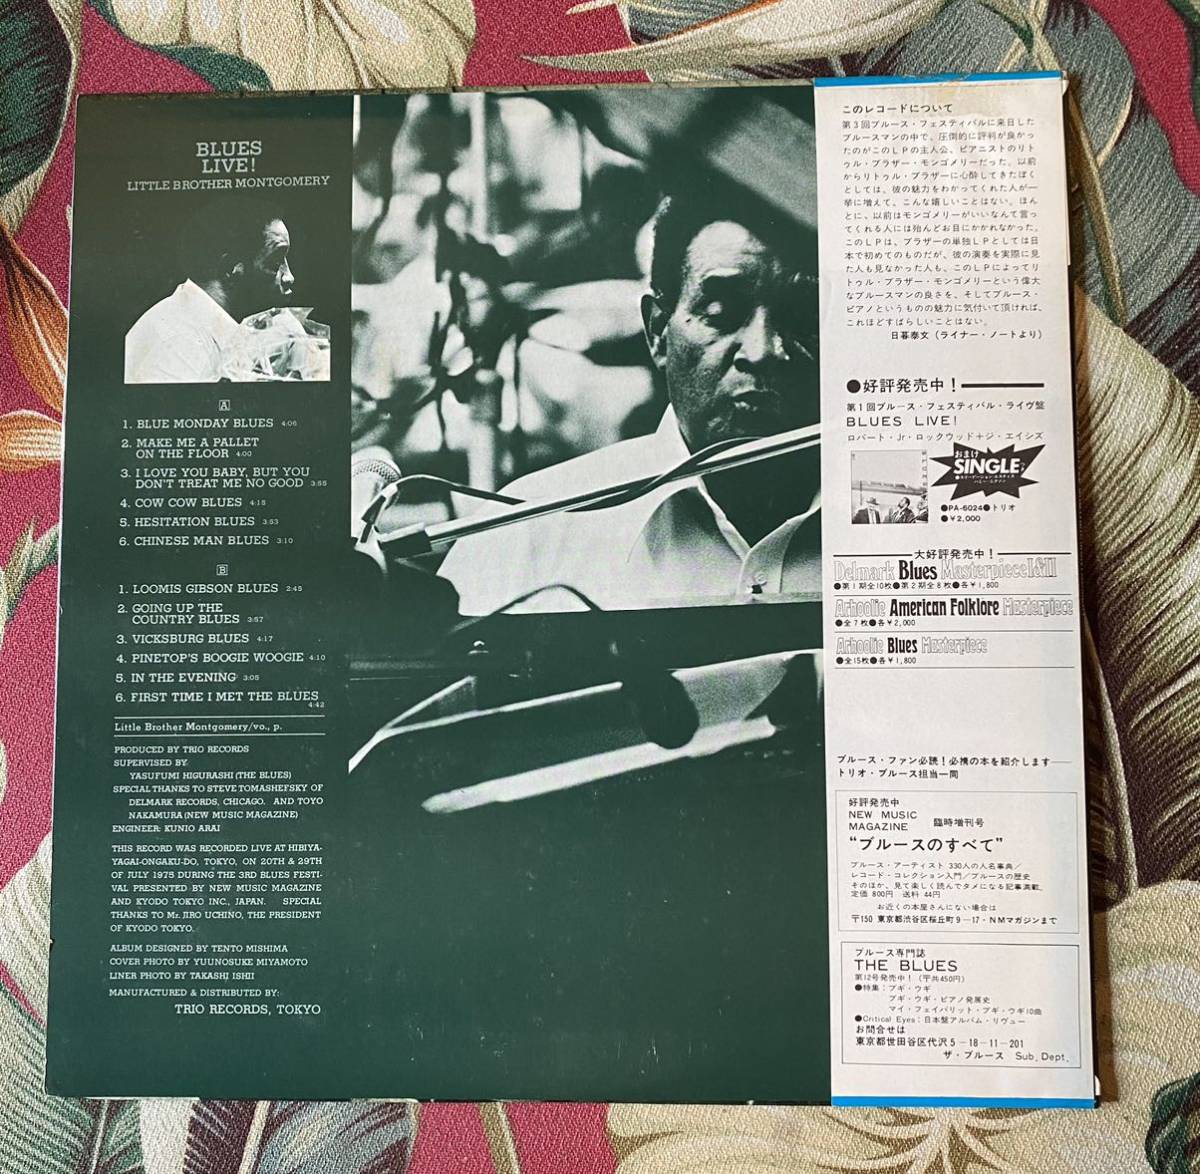 BLUES
LIVE!
LITTLE BROTHER MONTGOMERY
A
1. BLUE MONDAY BLUES 4:06
2. MAKE ME A PALLET
ON THE FLOOR 4:00
3. I LOVE YOU BABY, BUT YOU
DON'T TREAT ME NO GOOD 3:55
4. COW COW BLUES 4:15
5. HESITATION BLUES 3:53
6. CHINESE MAN BLUES 3:10
B
1. LOOMIS GIBSON BLUES 2:45
2. GOING UP THE
COUNTRY BLUES 3:57
3. VICKSBURG BLUES 4:17
4. PINETOP'S BOOGIE WOOGIE 4:10
5. IN THE EVENING 3:05
6. FIRST TIME I MET THE BLUES
4:42
Little Brother Montgomery/vo., p.
PRODUCED BY TRIO RECORDS
SUPERVISED BY
YASUFUMI HIGURASHI (THE BLUES)
SPECIAL THANKS TO STEVE TOMASHEFSKY OF
DELMARK RECORDS, CHICAGO. AND TOYO
NAKAMURA (NEW MUSIC MAGAZINE)
ENGINEER: KUNIO ARAI
THIS RECORD WAS RECORDED LIVE AT HIBIYA-
YAGAI-ONGAKU-DO, TOKYO, ON 20TH & 29TH
OF JULY 1975 DURING THE 3RD BLUES FESTI-
VAL PRESENTED BY NEW MUSIC MAGAZINE
AND KYODO TOKYO INC., JAPAN. SPECIAL
THANKS TO Mr. JIRO UCHINO, THE PRESIDENT
OF KYODO TOKYO.
ALBUM DESIGNED BY TENTO MISHIMA
COVER PHOTO BY YUUNOSUKE MIYAMOTO
LINER PHOTO BY TAKASHI ISHII
MANUFACTURED & DISTRIBUTED BY:
TRIO RECORDS, TOKYO
このレコードについて
第3回ブルース・フェスティバルに来日した
ブルースマンの中で、圧倒的に評判が良かっ
たのがこのLPの主人公、ピアニストのリト
ゥル・ブラザー・モンゴメリーだった。以前
からリトゥル・ブラザーに心酔してきたぼく
としては、彼の魅力をわかってくれた人が一
挙に増えて、こんな嬉しいことはない。ほん
とに、以前はモンゴメリーがいいなんて言っ
てくれる人には殆んどお目にかかれなかった。
このLPは、ブラザーの単独LPとしては日
本で初めてのものだが、彼の演奏を実際に見
た人も見なかった人も、このLPによってリ
トゥル・ブラザー・モンゴメリーという偉大
なブルースマンの良さを、そしてブルース・
ピアノというものの魅力に気付いて頂ければ、
これほどすばらしいことはない。
日暮泰文(ライナー・ノートより)
●好評発売中!
第1回ブルース・フェスティバル・ライヴ盤
BLUES LIVE!
ロバート・Jr・ロックウッド+ジ・エイシズ
おまけ
SINGLE
●PA-6024●トリオ
●¥2,000
大好評発売中!
Delmark Blues Masterpiece I&II
●第1期全10枚●第2期全8枚●各¥1,800
Arhoolie American Folklore Masterpiece
●全7枚●各¥2,000
Arhoolie Blues Masterpiece
●全15枚●各¥1,800
ブルース・ファン必読!必携の本を紹介します——
トリオ・ブルース担当一同
好評発売中
NEW MUSIC
MAGAZINE 臨時増刊号
“ブルースのすべて”
ブルース・アーティスト 330人の人名事典/
レコード・コレクション入門/ブルースの歴史
そのほか、見て楽しく読んでタメになる記事満載。
定価 800円 送料 44円
お近くの本屋さんにない場合は
〒150 東京都渋谷区桜丘町9—17・NMマガジンまで
ブルース専門誌
THE BLUES
第12号発売中!(〒共450円)
●特集:ブギ・ウギ
ブギ・ウギ・ピアノ発展史
マイ・フェイバリット・ブギ・ウギ10曲
●Critical Eyes:日本盤アルバム・リヴュー
お問合せは
東京都世田谷区代沢5—18—11—201
ザ・ブルース Sub. Dept.